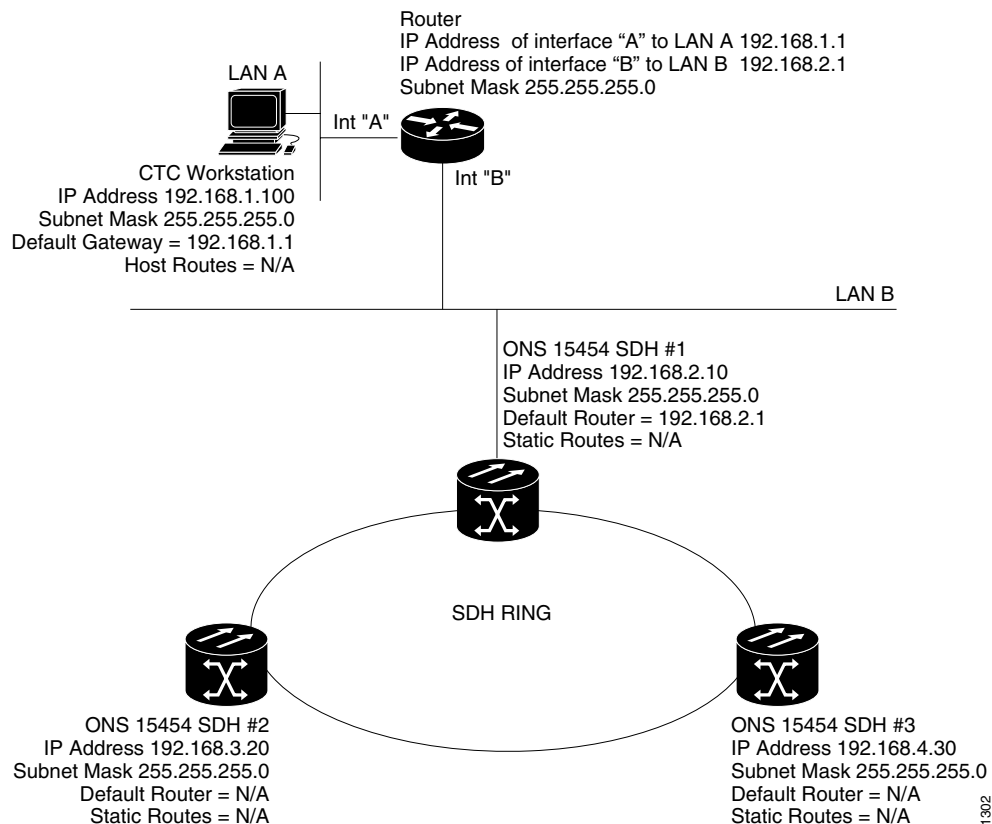 Router
IP Address of interface “A” to LAN A 192.168.1.1
IP Address of interface “B” to LAN B 192.168.2.1
Subnet Mask 255.255.255.0
LAN A
Int "A"
Int "B"
CTC Workstation
IP Address 192.168.1.100
Subnet Mask 255.255.255.0
Default Gateway = 192.168.1.1
Host Routes = N/A
LAN B
ONS 15454 SDH #1
IP Address 192.168.2.10
Subnet Mask 255.255.255.0
Default Router = 192.168.2.1
Static Routes = N/A
SDH RING
ONS 15454 SDH #2
IP Address 192.168.3.20
Subnet Mask 255.255.255.0
Default Router = N/A
Static Routes = N/A
ONS 15454 SDH #3
IP Address 192.168.4.30
Subnet Mask 255.255.255.0
Default Router = N/A
Static Routes = N/A
1302